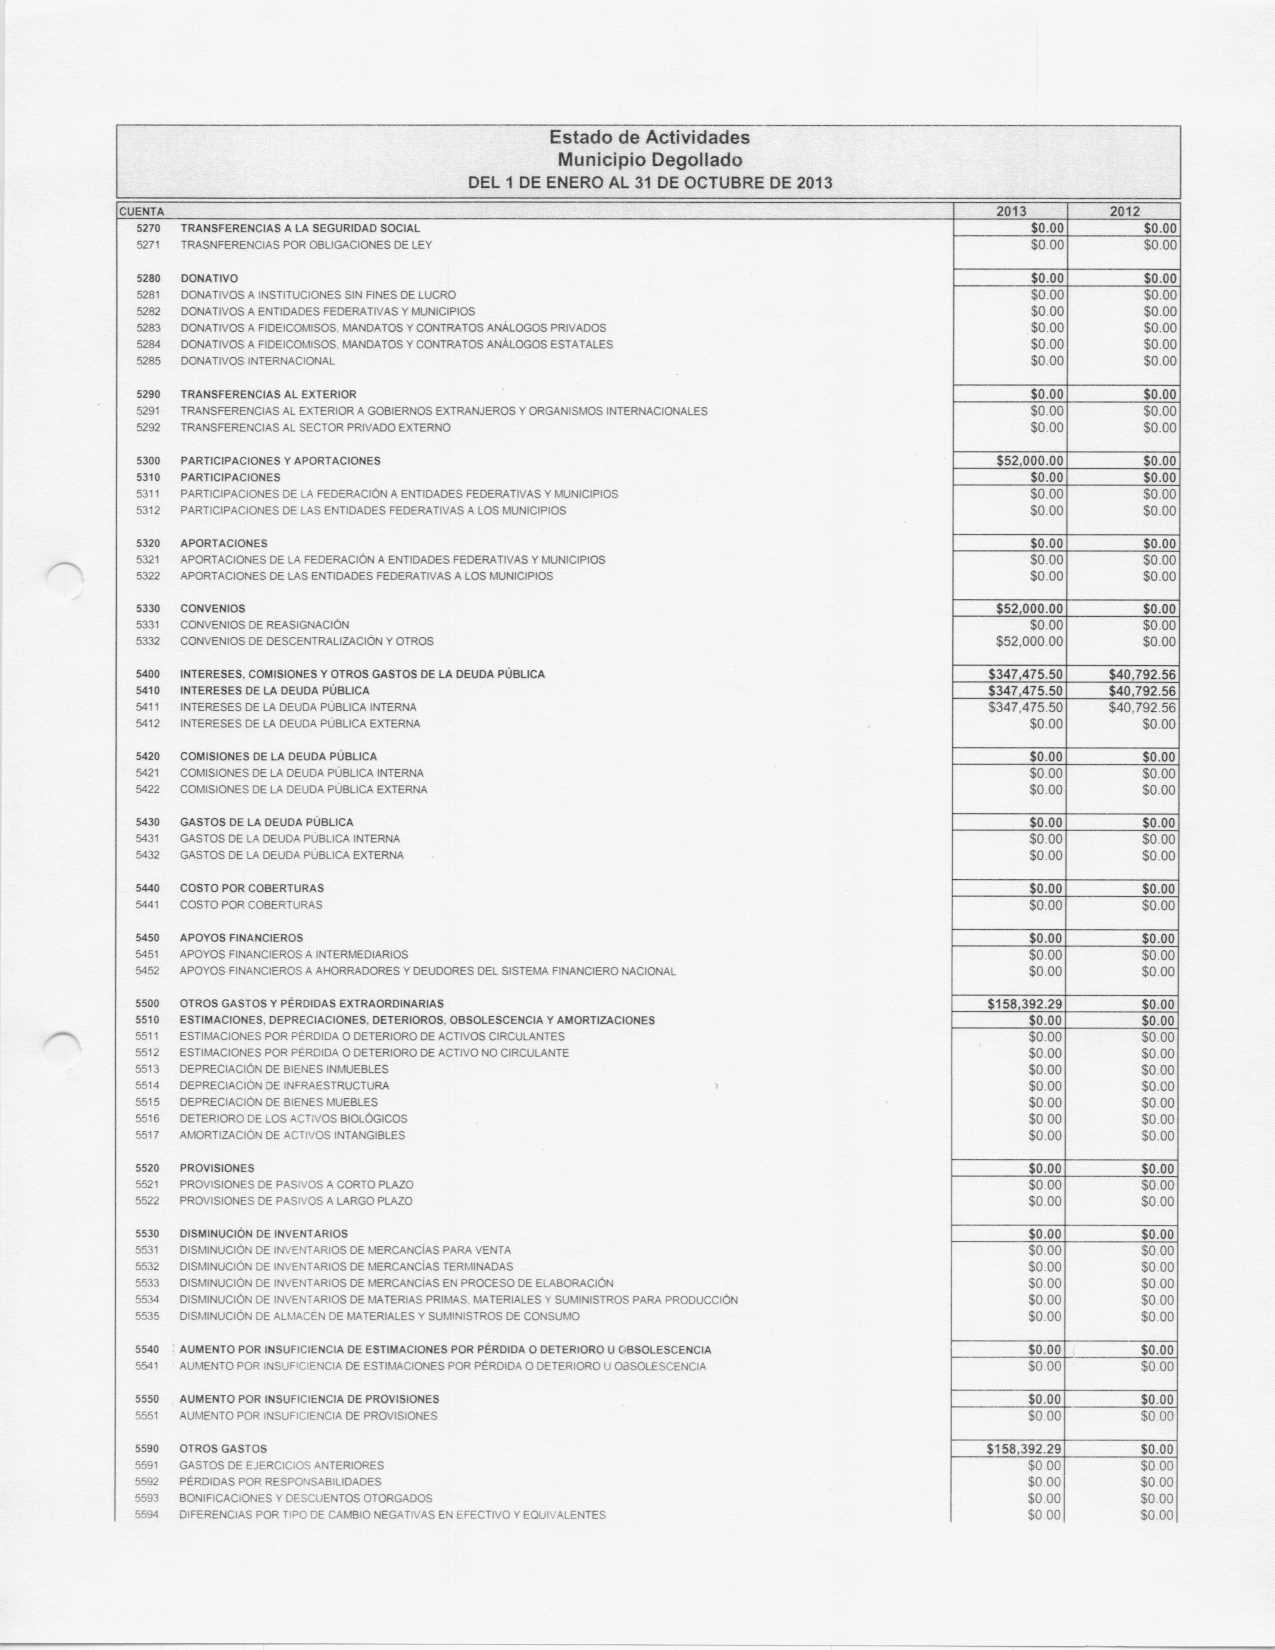 Estado de Actividades
Municipio Degollado
DEL 1 DE ENERO AL 31 DE OCTUBRE DE 2013
CUENTA 2013 2012
5270 TRANSFERENCIAS A LA SEGURIDAD SOCIAL $0.00 $0.00
5271 TRASNFERENCIAS POR OBLIGACIONES DE LEY $0.00 $0.00
5280 DONATIVO $0.00 $0.00
5281 DONATIVOS A INSTITUCIONES SIN FINES DE LUCRO $0.00 $0.00
5282 DONATIVOS A ENTIDADES FEDERATIVAS Y MUNICIPIOS $0.00 $0.00
5283 DONATIVOS A FIDEICOMISOS, MANDATOS Y CONTRATOS ANÁLOGOS PRIVADOS $0.00 $0.00
5284 DONATIVOS A FIDEICOMISOS, MANDATOS Y CONTRATOS ANÁLOGOS ESTATALES $0.00 $0.00
5285 DONATIVOS INTERNACIONAL $0.00 $0.00
5290 TRANSFERENCIAS AL EXTERIOR $0.00 $0.00
5291 TRANSFERENCIAS AL EXTERIOR A GOBIERNOS EXTRANJEROS Y ORGANISMOS INTERNACIONALES $0.00 $0.00
5292 TRANSFERENCIAS AL SECTOR PRIVADO EXTERNO $0.00 $0.00
5300 PARTICIPACIONES Y APORTACIONES $52,000.00 $0.00
5310 PARTICIPACIONES $0.00 $0.00
5311 PARTICIPACIONES DE LA FEDERACIÓN A ENTIDADES FEDERATIVAS Y MUNICIPIOS $0.00 $0.00
5312 PARTICIPACIONES DE LAS ENTIDADES FEDERATIVAS A LOS MUNICIPIOS $0.00 $0.00
5320 APORTACIONES $0.00 $0.00
5321 APORTACIONES DE LA FEDERACIÓN A ENTIDADES FEDERATIVAS Y MUNICIPIOS $0.00 $0.00
5322 APORTACIONES DE LAS ENTIDADES FEDERATIVAS A LOS MUNICIPIOS $0.00 $0.00
5330 CONVENIOS $52,000.00 $0.00
5331 CONVENIOS DE REASIGNACIÓN $0.00 $0.00
5332 CONVENIOS DE DESCENTRALIZACIÓN Y OTROS $52,000.00 $0.00
5400 INTERESES, COMISIONES Y OTROS GASTOS DE LA DEUDA PÚBLICA $347,475.50 $40,792.56
5410 INTERESES DE LA DEUDA PÚBLICA $347,475.50 $40,792.56
5411 INTERESES DE LA DEUDA PÚBLICA INTERNA $347,475.50 $40,792.56
5412 INTERESES DE LA DEUDA PÚBLICA EXTERNA $0.00 $0.00
5420 COMISIONES DE LA DEUDA PÚBLICA $0.00 $0.00
5421 COMISIONES DE LA DEUDA PÚBLICA INTERNA $0.00 $0.00
5422 COMISIONES DE LA DEUDA PÚBLICA EXTERNA $0.00 $0.00
5430 GASTOS DE LA DEUDA PÚBLICA $0.00 $0.00
5431 GASTOS DE LA DEUDA PÚBLICA INTERNA $0.00 $0.00
5432 GASTOS DE LA DEUDA PÚBLICA EXTERNA $0.00 $0.00
5440 COSTO POR COBERTURAS $0.00 $0.00
5441 COSTO POR COBERTURAS $0.00 $0.00
5450 APOYOS FINANCIEROS $0.00 $0.00
5451 APOYOS FINANCIEROS A INTERMEDIARIOS $0.00 $0.00
5452 APOYOS FINANCIEROS A AHORRADORES Y DEUDORES DEL SISTEMA FINANCIERO NACIONAL $0.00 $0.00
5500 OTROS GASTOS Y PÉRDIDAS EXTRAORDINARIAS $158,392.29 $0.00
5510 ESTIMACIONES, DEPRECIACIONES, DETERIOROS, OBSOLESCENCIA Y AMORTIZACIONES $0.00 $0.00
5511 ESTIMACIONES POR PÉRDIDA O DETERIORO DE ACTIVOS CIRCULANTES $0.00 $0.00
5512 ESTIMACIONES POR PÉRDIDA O DETERIORO DE ACTIVO NO CIRCULANTE $0.00 $0.00
5513 DEPRECIACIÓN DE BIENES INMUEBLES $0.00 $0.00
5514 DEPRECIACIÓN DE INFRAESTRUCTURA $0.00 $0.00
5515 DEPRECIACIÓN DE BIENES MUEBLES $0.00 $0.00
5516 DETERIORO DE LOS ACTIVOS BIOLÓGICOS $0.00 $0.00
5517 AMORTIZACIÓN DE ACTIVOS INTANGIBLES $0.00 $0.00
5520 PROVISIONES $0.00 $0.00
5521 PROVISIONES DE PASIVOS A CORTO PLAZO $0.00 $0.00
5522 PROVISIONES DE PASIVOS A LARGO PLAZO $0.00 $0.00
5530 DISMINUCIÓN DE INVENTARIOS $0.00 $0.00
5531 DISMINUCIÓN DE INVENTARIOS DE MERCANCÍAS PARA VENTA $0.00 $0.00
5532 DISMINUCIÓN DE INVENTARIOS DE MERCANCÍAS TERMINADAS $0.00 $0.00
5533 DISMINUCIÓN DE INVENTARIOS DE MERCANCÍAS EN PROCESO DE ELABORACIÓN $0.00 $0.00
5534 DISMINUCIÓN DE INVENTARIOS DE MATERIAS PRIMAS, MATERIALES Y SUMINISTROS PARA PRODUCCIÓN $0.00 $0.00
5535 DISMINUCIÓN DE ALMACÉN DE MATERIALES Y SUMINISTROS DE CONSUMO $0.00 $0.00
5540 AUMENTO POR INSUFICIENCIA DE ESTIMACIONES POR PÉRDIDA O DETERIORO U OBSOLESCENCIA $0.00 $0.00
5541 AUMENTO POR INSUFICIENCIA DE ESTIMACIONES POR PÉRDIDA O DETERIORO U OBSOLESCENCIA $0.00 $0.00
5550 AUMENTO POR INSUFICIENCIA DE PROVISIONES $0.00 $0.00
5551 AUMENTO POR INSUFICIENCIA DE PROVISIONES $0.00 $0.00
5590 OTROS GASTOS $158,392.29 $0.00
5591 GASTOS DE EJERCICIOS ANTERIORES $0.00 $0.00
5592 PÉRDIDAS POR RESPONSABILIDADES $0.00 $0.00
5593 BONIFICACIONES Y DESCUENTOS OTORGADOS $0.00 $0.00
5594 DIFERENCIAS POR TIPO DE CAMBIO NEGATIVAS EN EFECTIVO Y EQUIVALENTES $0.00 $0.00